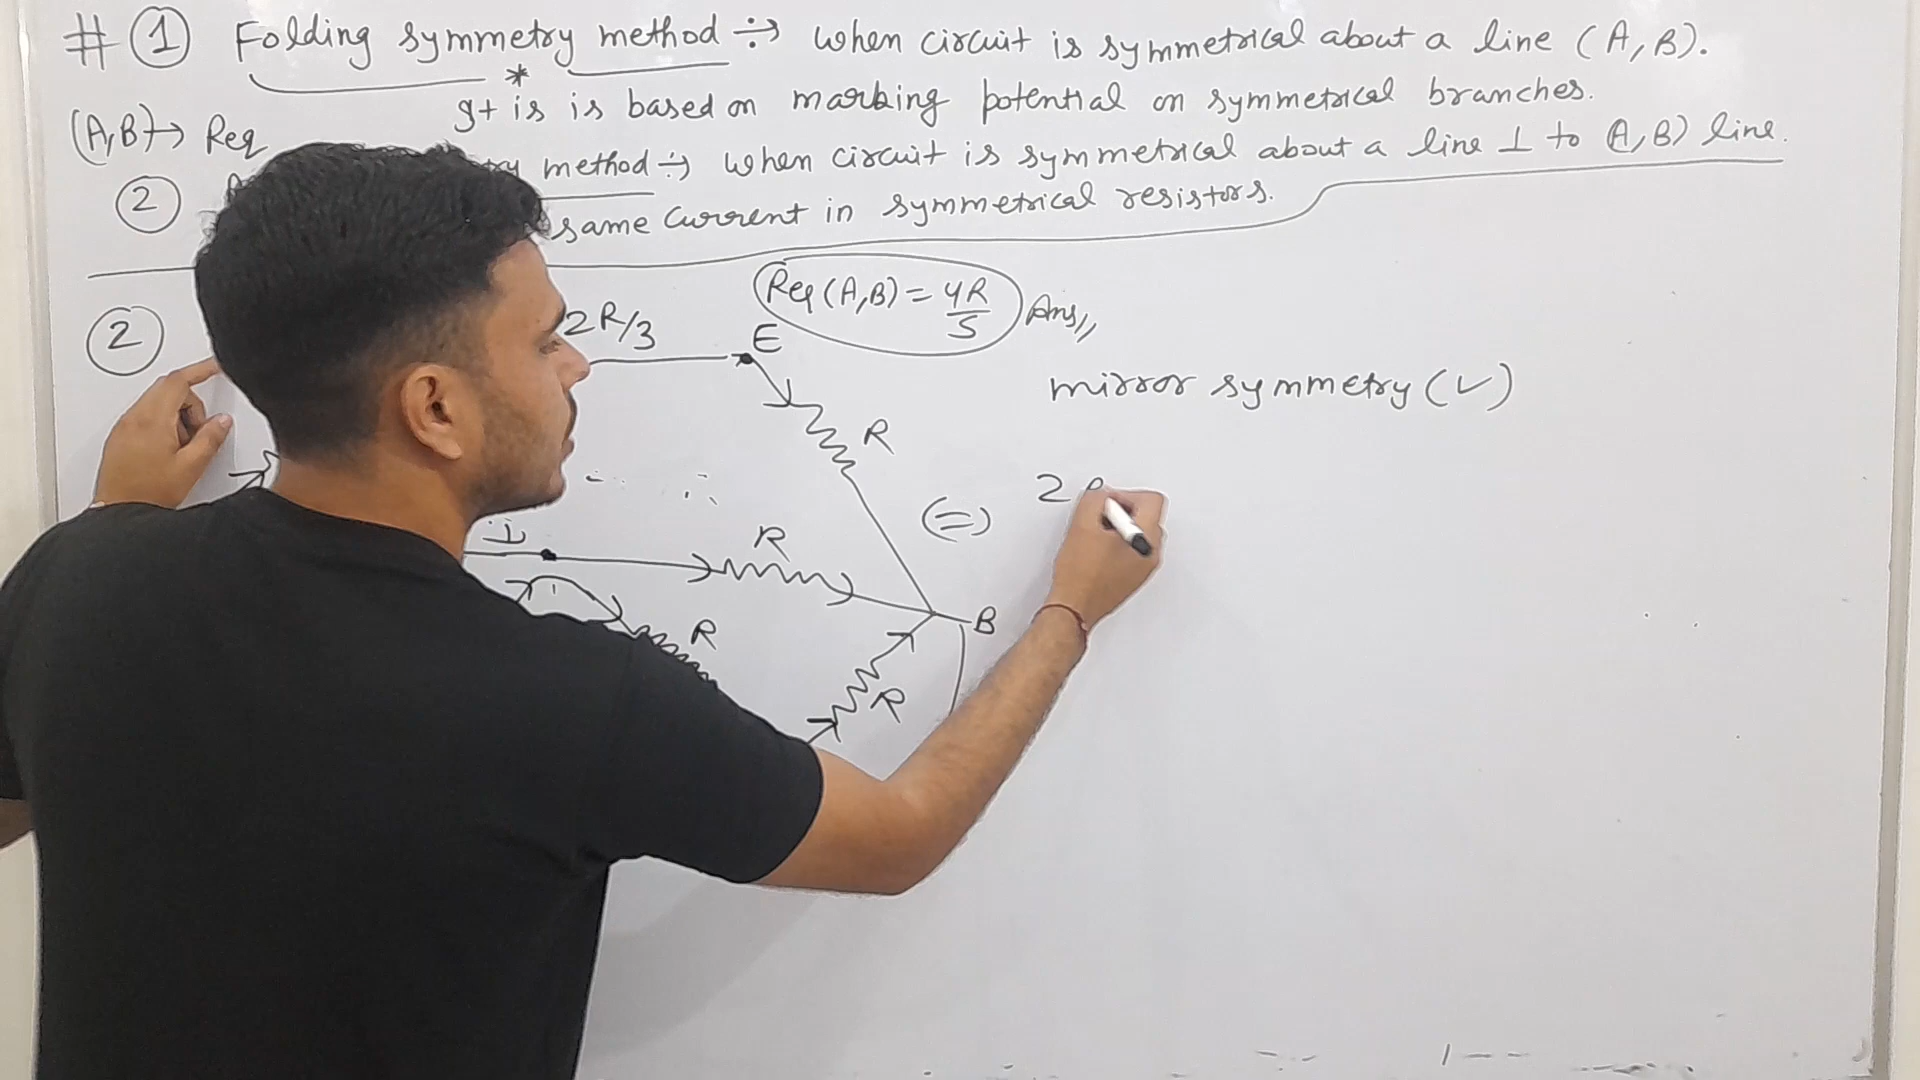 # ① Folding symmetry method ÷→ when circuit is symmetrical about a line (A, B).
* It is is based on marking potential on symmetrical branches.
(A,B)→ Req
② method ÷→ when circuit is symmetrical about a line ⊥ to (A, B) line.
same current in symmetrical resistors.
② 2R/3 E Req (A,B) = 4R/5 Ans,,
mirror symmetry (✓)
R
2
(=)
I R
B
R
R